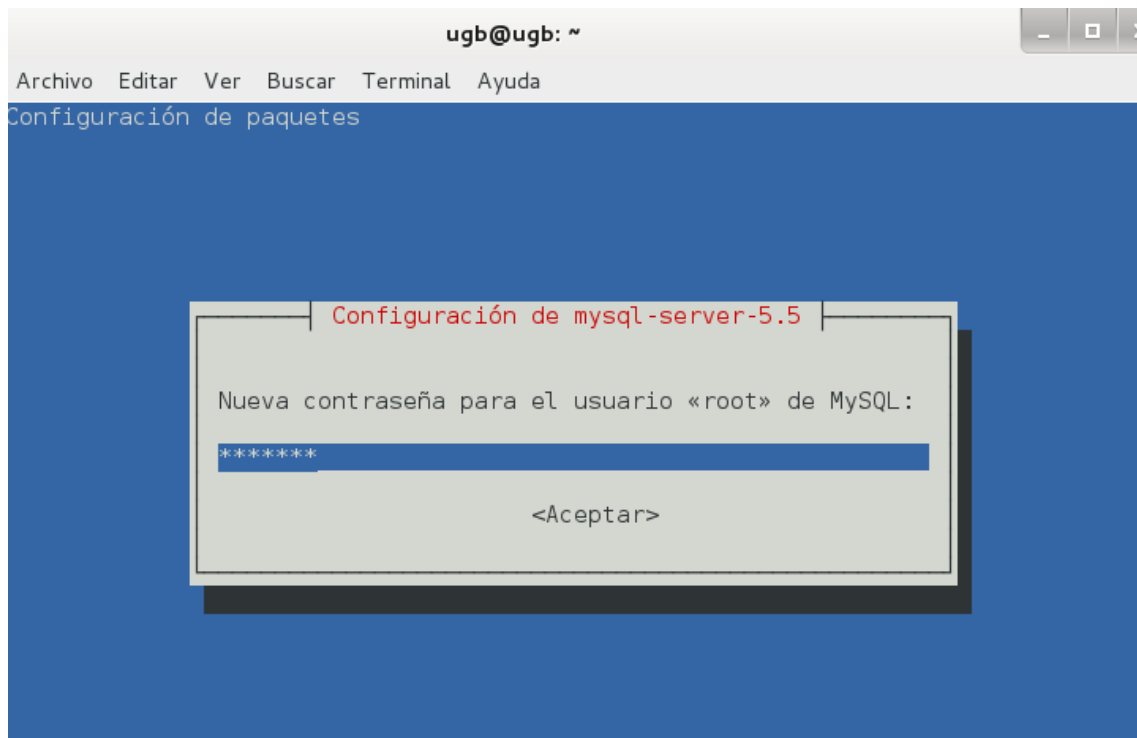 ugb@ugb: ~
Archivo Editar Ver Buscar Terminal Ayuda
Configuración de paquetes
Configuración de mysql-server-5.5
Nueva contraseña para el usuario «root» de MySQL:
*******
<Aceptar>